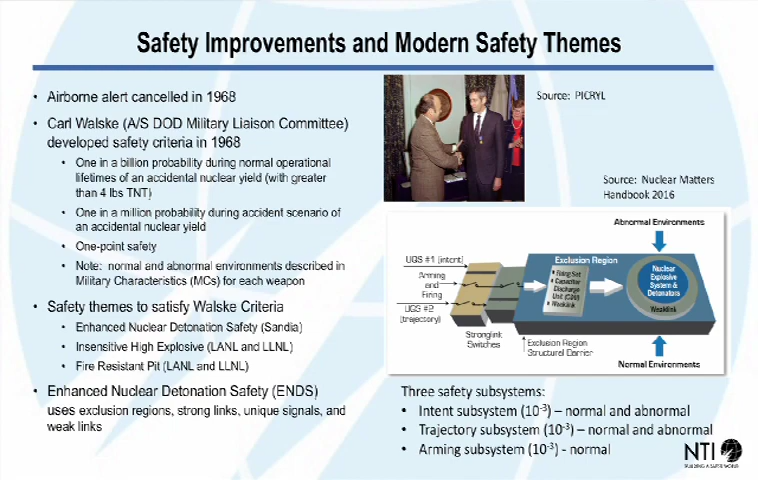 Safety Improvements and Modern Safety Themes
• Airborne alert cancelled in 1968
• Carl Walske (A/S DOD Military Liaison Committee)
developed safety criteria in 1968
• One in a billion probability during normal operational
lifetimes of an accidental nuclear yield (with greater
than 4 lbs TNT)
• One in a million probability during accident scenario of
an accidental nuclear yield
• One-point safety
• Note: normal and abnormal environments described in
Military Characteristics (MCs) for each weapon
• Safety themes to satisfy Walske Criteria
• Enhanced Nuclear Detonation Safety (Sandia)
• Insensitive High Explosive (LANL and LLNL)
• Fire Resistant Pit (LANL and LLNL)
• Enhanced Nuclear Detonation Safety (ENDS)
uses exclusion regions, strong links, unique signals, and
weak links
Source: PICRYL
Source: Nuclear Matters
Handbook 2016
Abnormal Environments
UQS #1 (intent)
Arming
and
Firing
UQS #2
(trajectory)
Exclusion Region
• Firing Set
• Capacitor
Discharge
Unit (CDU)
• Weaklink
Nuclear
Explosive
System &
Detonators
Weaklink
Stronglink
Switches
Exclusion Region
Structural Barrier
Normal Environments
Three safety subsystems:
• Intent subsystem (10⁻³) – normal and abnormal
• Trajectory subsystem (10⁻³) – normal and abnormal
• Arming subsystem (10⁻³) - normal
NTI
BUILDING A SAFER WORLD